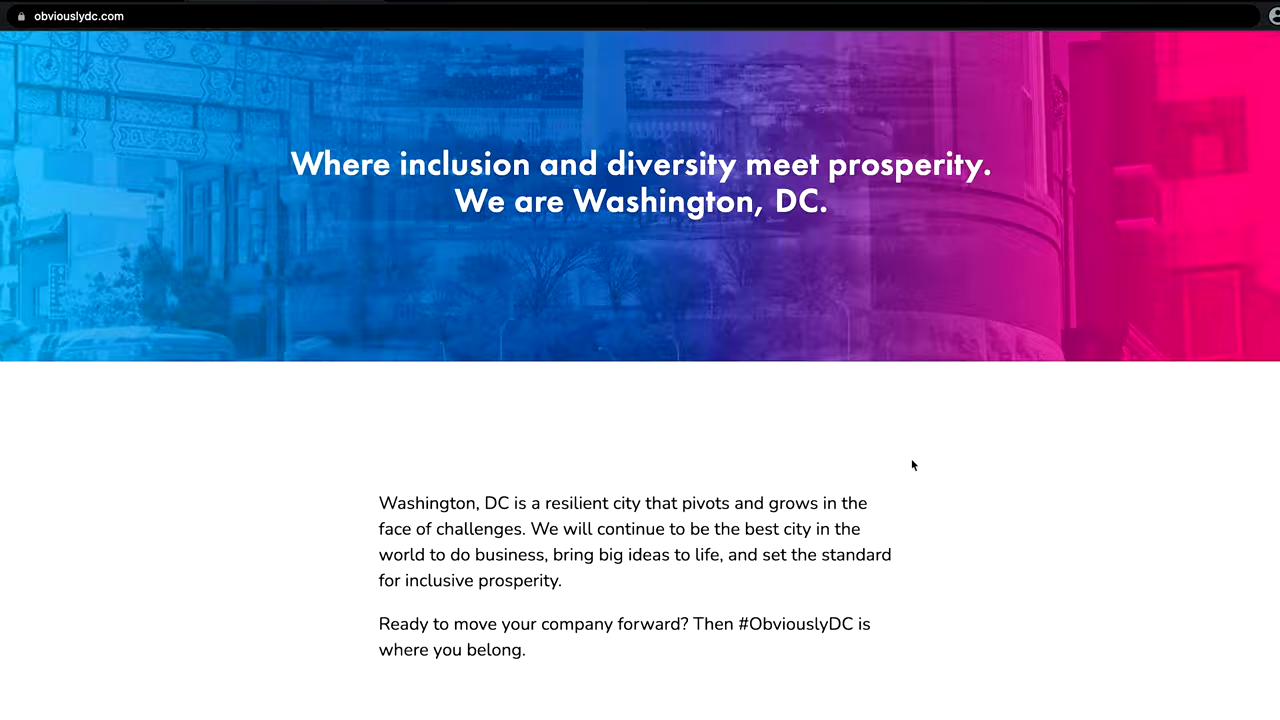 obviouslydc.com
Where inclusion and diversity meet prosperity.
We are Washington, DC.
Washington, DC is a resilient city that pivots and grows in the
face of challenges. We will continue to be the best city in the
world to do business, bring big ideas to life, and set the standard
for inclusive prosperity.
Ready to move your company forward? Then #ObviouslyDC is
where you belong.